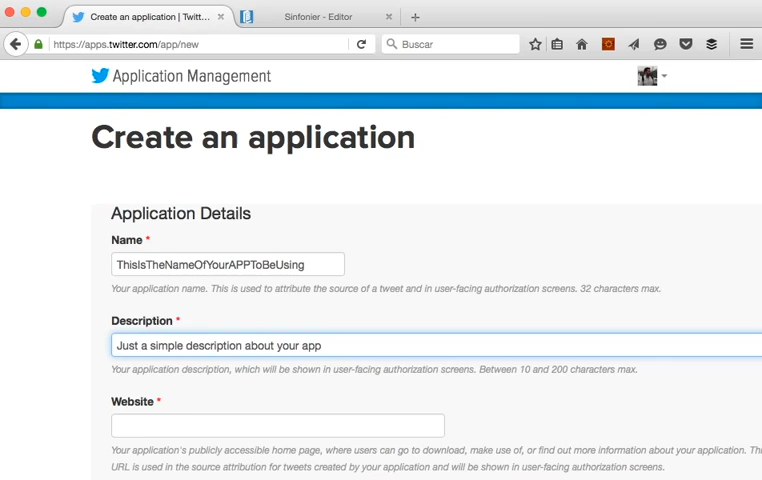 Create an application | Twitt...
Sinfonier - Editor
https://apps.twitter.com/app/new
Buscar
Application Management
Create an application
Application Details
Name *
ThisIsTheNameOfYourAPPToBeUsing
Your application name. This is used to attribute the source of a tweet and in user-facing authorization screens. 32 characters max.
Description *
Just a simple description about your app
Your application description, which will be shown in user-facing authorization screens. Between 10 and 200 characters max.
Website *
Your application's publicly accessible home page, where users can go to download, make use of, or find out more information about your application. Thi
URL is used in the source attribution for tweets created by your application and will be shown in user-facing authorization screens.